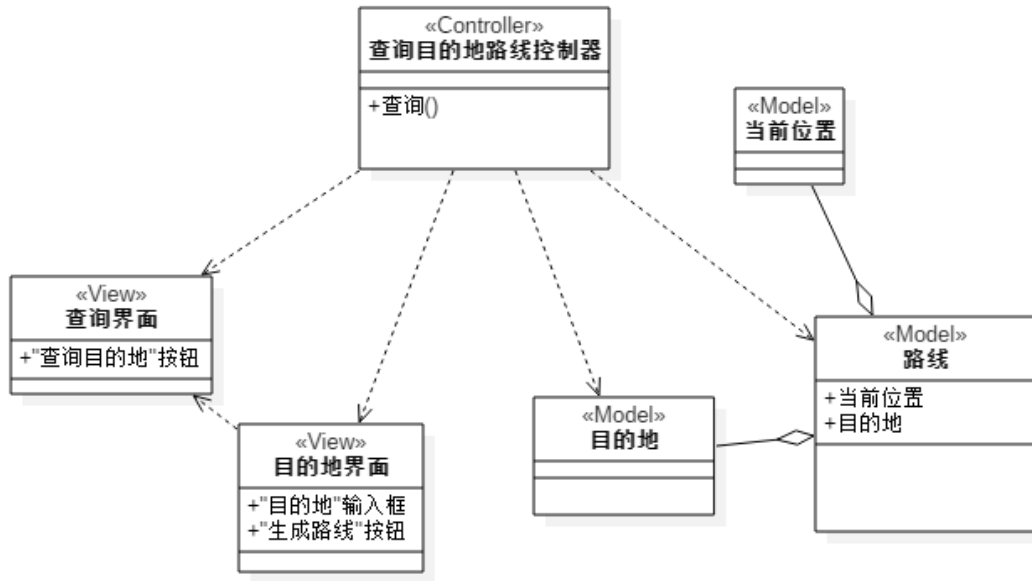 «Controller»
查询目的地路线控制器
+查询()
«Model»
当前位置
«View»
查询界面
+"查询目的地"按钮
«View»
目的地界面
+"目的地"输入框
+"生成路线"按钮
«Model»
目的地
«Model»
路线
+当前位置
+目的地